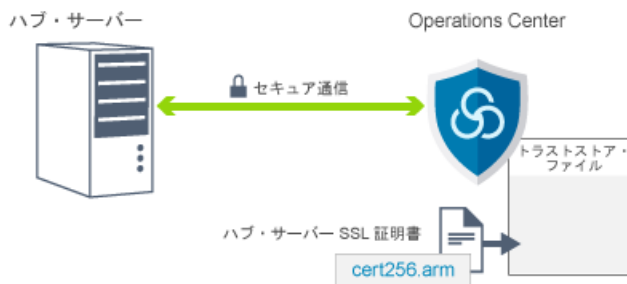 ハブ・サーバー
Operations Center
セキュア通信
トラストストア・
ファイル
ハブ・サーバー SSL 証明書
cert256.arm